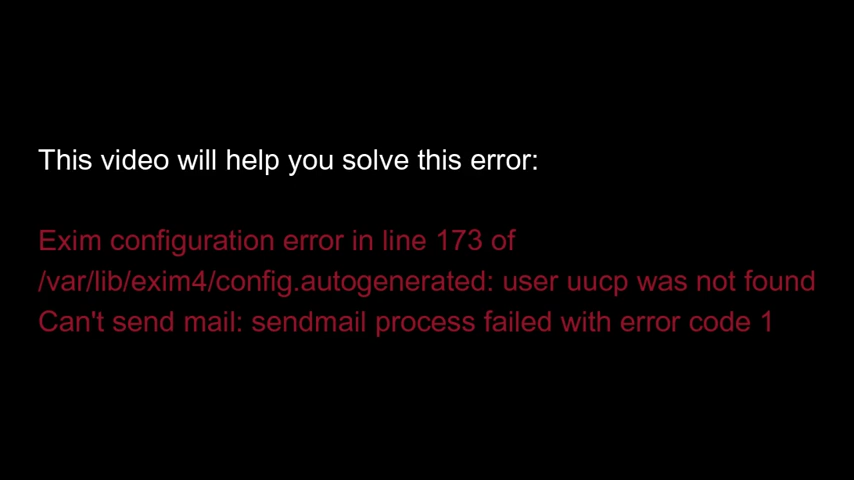 This video will help you solve this error:
Exim configuration error in line 173 of
/var/lib/exim4/config.autogenerated: user uucp was not found
Can't send mail: sendmail process failed with error code 1